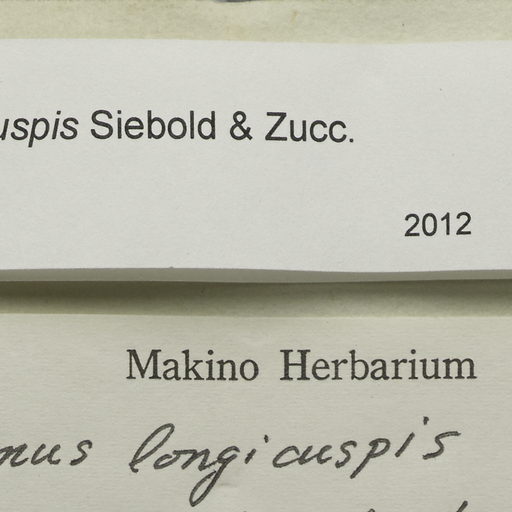 uspis Siebold & Zucc.
2012
Makino Herbarium
nus longicuspis